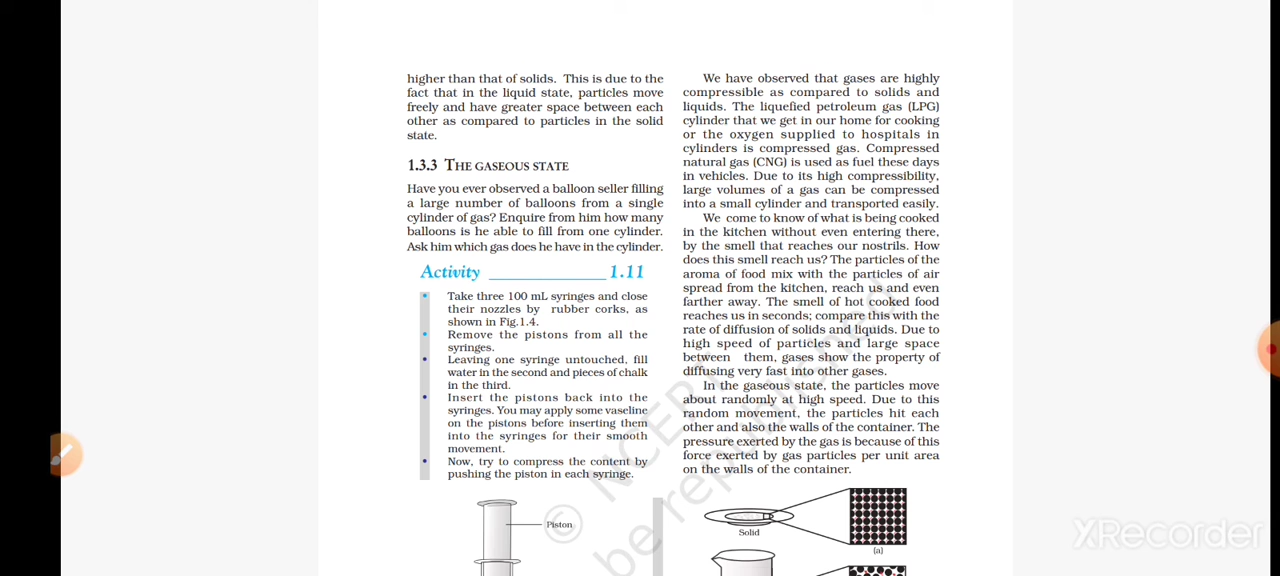 higher than that of solids. This is due to the
fact that in the liquid state, particles move
freely and have greater space between each
other as compared to particles in the solid
state.
1.3.3 THE GASEOUS STATE
Have you ever observed a balloon seller filling
a large number of balloons from a single
cylinder of gas? Enquire from him how many
balloons is he able to fill from one cylinder.
Ask him which gas does he have in the cylinder.
Activity ______________ 1.11
• Take three 100 mL syringes and close
their nozzles by rubber corks, as
shown in Fig.1.4.
• Remove the pistons from all the
syringes.
• Leaving one syringe untouched, fill
water in the second and pieces of chalk
in the third.
• Insert the pistons back into the
syringes. You may apply some vaseline
on the pistons before inserting them
into the syringes for their smooth
movement.
• Now, try to compress the content by
pushing the piston in each syringe.
Piston
We have observed that gases are highly
compressible as compared to solids and
liquids. The liquefied petroleum gas (LPG)
cylinder that we get in our home for cooking
or the oxygen supplied to hospitals in
cylinders is compressed gas. Compressed
natural gas (CNG) is used as fuel these days
in vehicles. Due to its high compressibility,
large volumes of a gas can be compressed
into a small cylinder and transported easily.
We come to know of what is being cooked
in the kitchen without even entering there,
by the smell that reaches our nostrils. How
does this smell reach us? The particles of the
aroma of food mix with the particles of air
spread from the kitchen, reach us and even
farther away. The smell of hot cooked food
reaches us in seconds; compare this with the
rate of diffusion of solids and liquids. Due to
high speed of particles and large space
between them, gases show the property of
diffusing very fast into other gases.
In the gaseous state, the particles move
about randomly at high speed. Due to this
random movement, the particles hit each
other and also the walls of the container. The
pressure exerted by the gas is because of this
force exerted by gas particles per unit area
on the walls of the container.
Solid
(a)
© NCERT
be republished
XRecorder